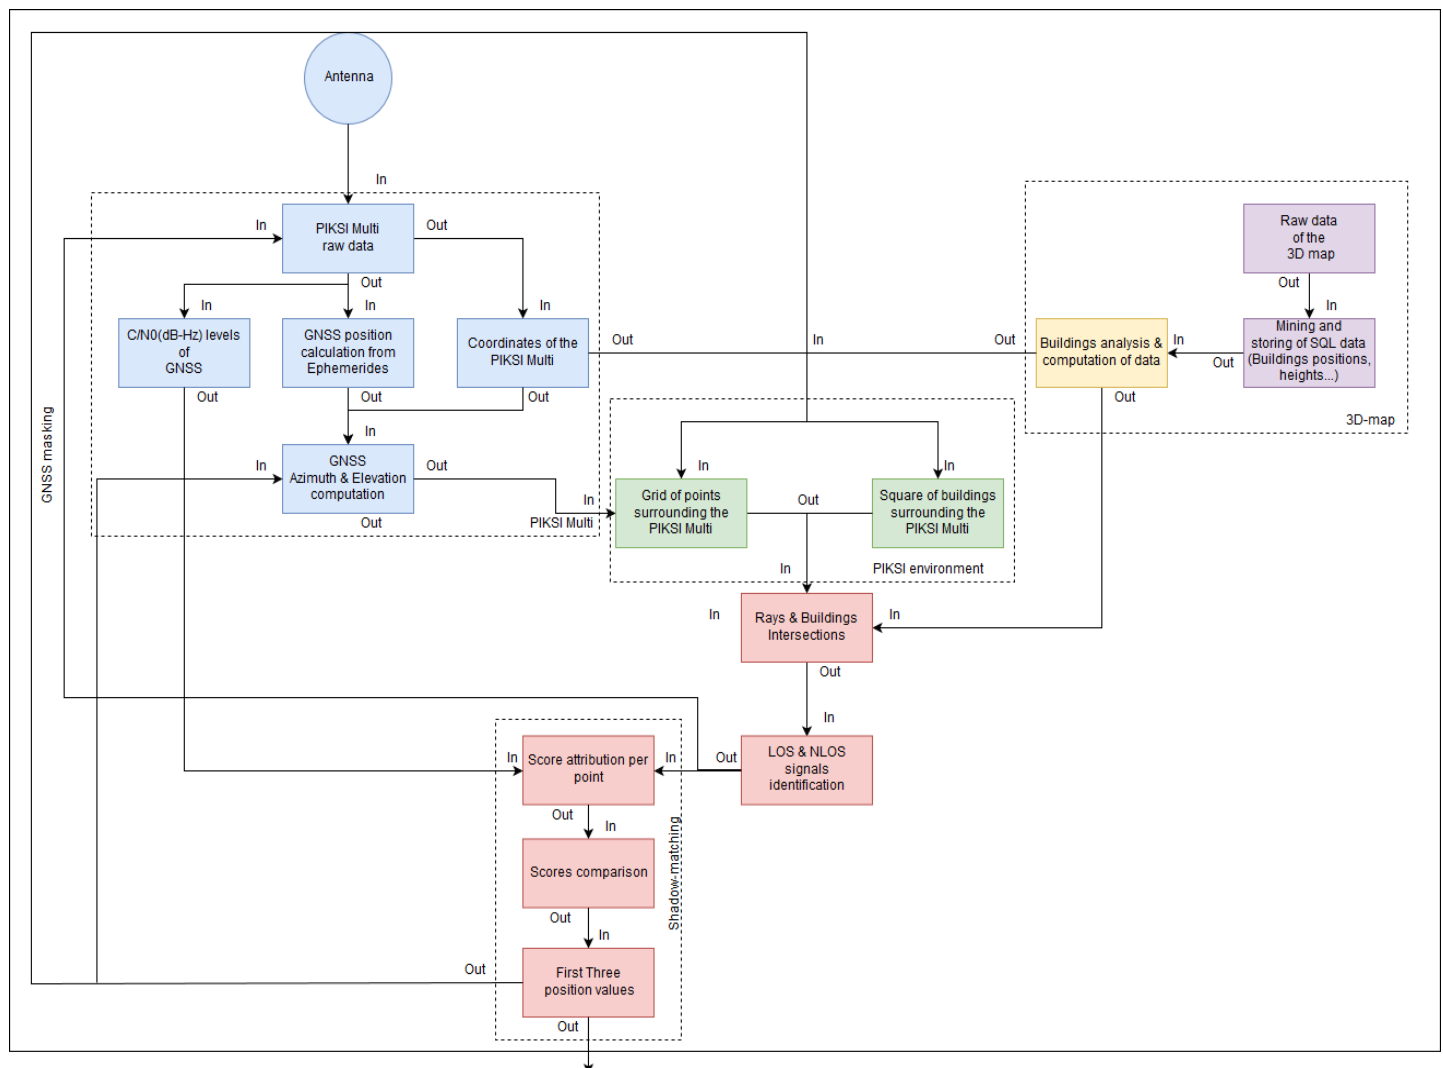 Antenna
In
In
PIKSI Multi
raw data
Out
Out
In
In
In
C/N0(dB-Hz) levels
of
GNSS
GNSS position
calculation from
Ephemerides
Coordinates of the
PIKSI Multi
Out
Out
Out
Out
In
In
In
GNSS
Azimuth & Elevation
computation
Out
Out
In
PIKSI Multi
GNSS masking
Raw data
of the
3D map
Out
In
Mining and
storing of SQL data
(Buildings positions,
heights...)
Out
In
Buildings analysis &
computation of data
Out
Out
3D-map
In
In
In
Grid of points
surrounding the
PIKSI Multi
Out
Square of buildings
surrounding the
PIKSI Multi
In
PIKSI environment
In
Rays & Buildings
Intersections
In
Out
In
LOS & NLOS
signals
identification
Out
In
In
Score attribution per
point
Out
In
Scores comparison
Out
In
First Three
position values
Out
Out
Shadow-matching